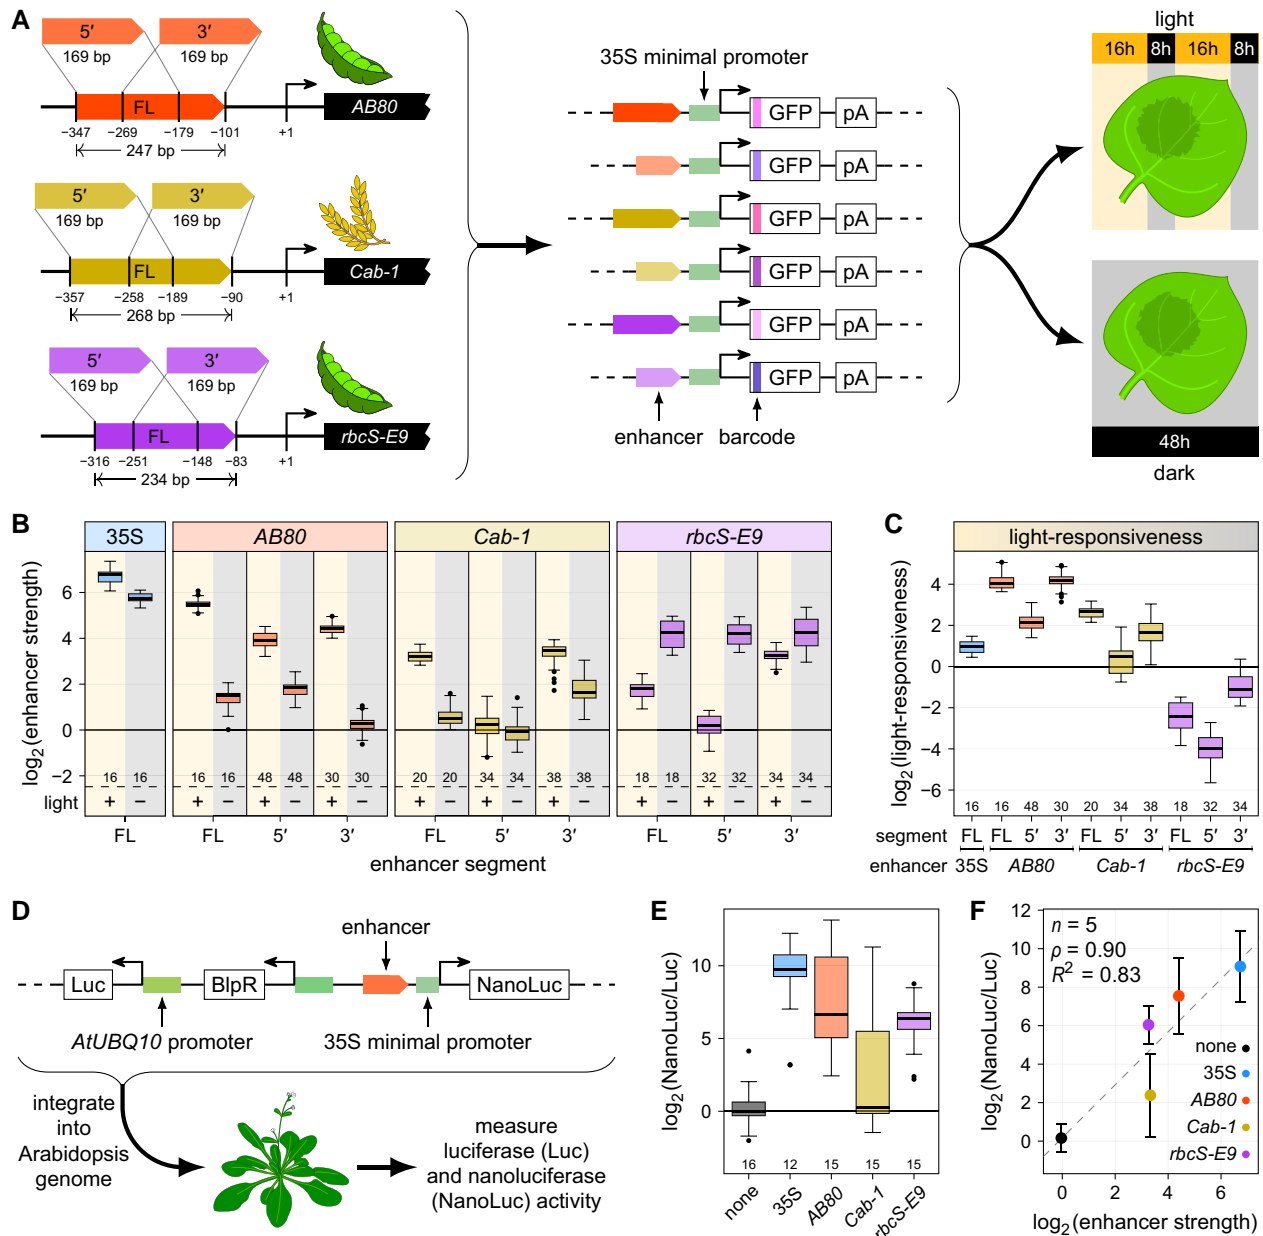 A
5′ 3′
169 bp 169 bp
FL
AB80
−347 −269 −179 −101 +1
247 bp
5′ 3′
169 bp 169 bp
FL
Cab-1
−357 −258 −189 −90 +1
268 bp
5′ 3′
169 bp 169 bp
FL
rbcS-E9
−316 −251 −148 −83 +1
234 bp
35S minimal promoter
GFP pA
GFP pA
GFP pA
GFP pA
GFP pA
GFP pA
enhancer barcode
light
16h 8h 16h 8h
48h
dark
B
35S AB80 Cab-1 rbcS-E9
log2(enhancer strength)
6
4
2
0
−2
16 16 16 16 48 48 30 30 20 20 34 34 38 38 18 18 32 32 34 34
light + − + − + − + − + − + − + − + − + − + −
FL FL 5′ 3′ FL 5′ 3′ FL 5′ 3′
enhancer segment
C
light-responsiveness
log2(light-responsiveness)
4
2
0
−2
−4
−6
16 16 48 30 20 34 38 18 32 34
segment FL FL 5′ 3′ FL 5′ 3′ FL 5′ 3′
enhancer 35S AB80 Cab-1 rbcS-E9
D
enhancer
Luc BlpR NanoLuc
AtUBQ10 promoter 35S minimal promoter
integrate
into
Arabidopsis
genome
measure
luciferase (Luc)
and nanoluciferase
(NanoLuc) activity
E
log2(NanoLuc/Luc)
10
5
0
16 12 15 15 15
none 35S AB80 Cab-1 rbcS-E9
F
log2(NanoLuc/Luc)
12
10
8
6
4
2
0
n = 5
ρ = 0.90
R2 = 0.83
none
35S
AB80
Cab-1
rbcS-E9
0 2 4 6
log2(enhancer strength)